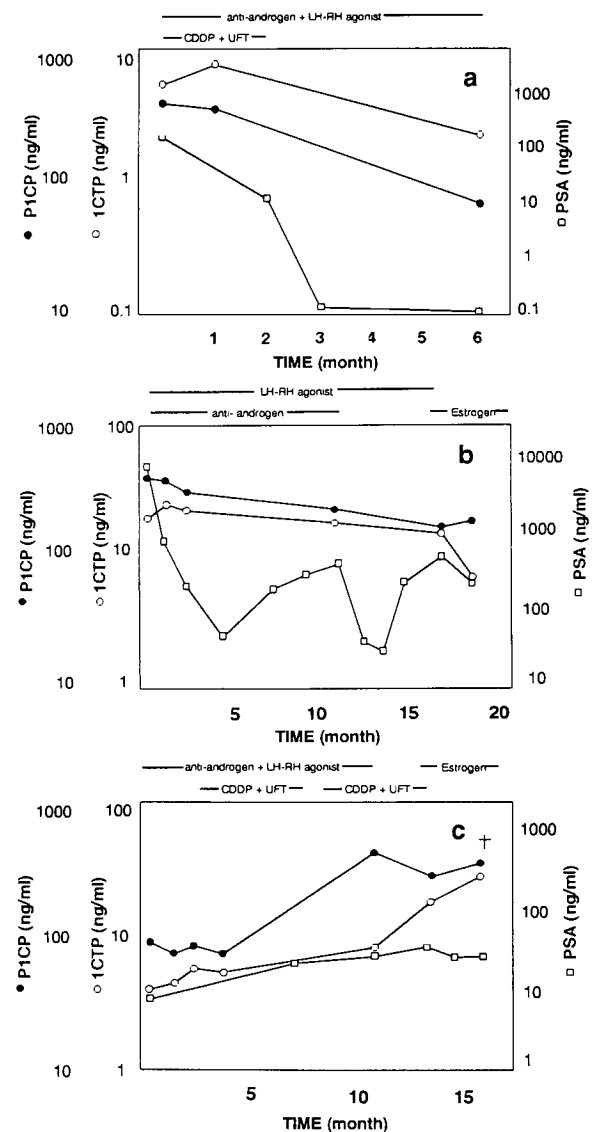 anti-androgen + LH-RH agonist
CDDP + UFT
a
1000
100
10
● P1CP (ng/ml)
10
1
0.1
○ 1CTP (ng/ml)
1000
100
10
1
0.1
□ PSA (ng/ml)
1 2 3 4 5 6
TIME (month)
LH-RH agonist
anti- androgen
Estrogen
b
1000
100
10
● P1CP (ng/ml)
100
10
1
○ 1CTP (ng/ml)
10000
1000
100
10
□ PSA (ng/ml)
5 10 15 20
TIME (month)
anti-androgen + LH-RH agonist
Estrogen
CDDP + UFT
CDDP + UFT
c
†
1000
100
10
● P1CP (ng/ml)
100
10
1
○ 1CTP (ng/ml)
1000
100
10
1
□ PSA (ng/ml)
5 10 15
TIME (month)